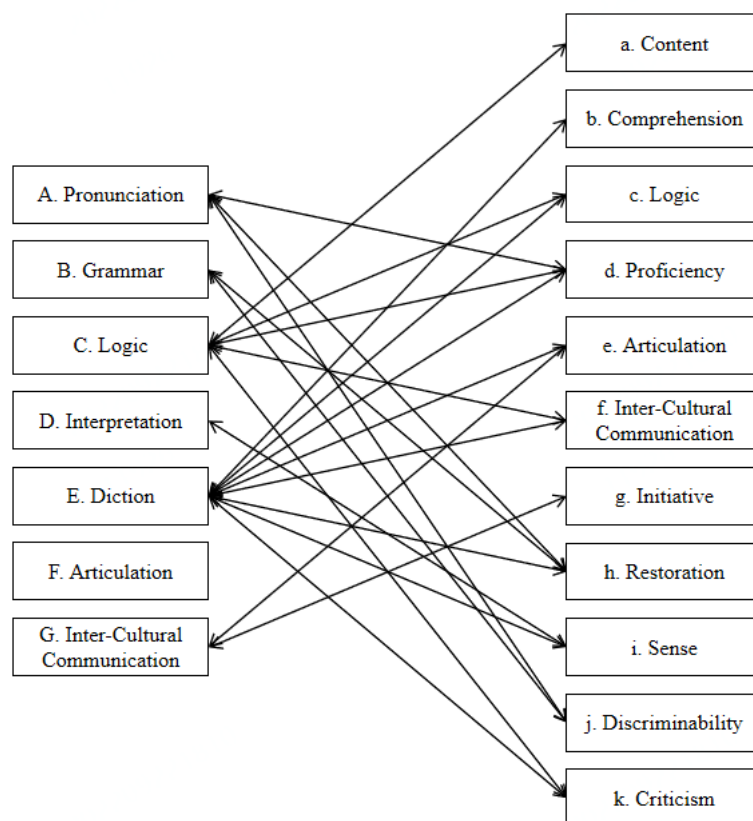 A. Pronunciation
B. Grammar
C. Logic
D. Interpretation
E. Diction
F. Articulation
G. Inter-Cultural
Communication
a. Content
b. Comprehension
c. Logic
d. Proficiency
e. Articulation
f. Inter-Cultural
Communication
g. Initiative
h. Restoration
i. Sense
j. Discriminability
k. Criticism